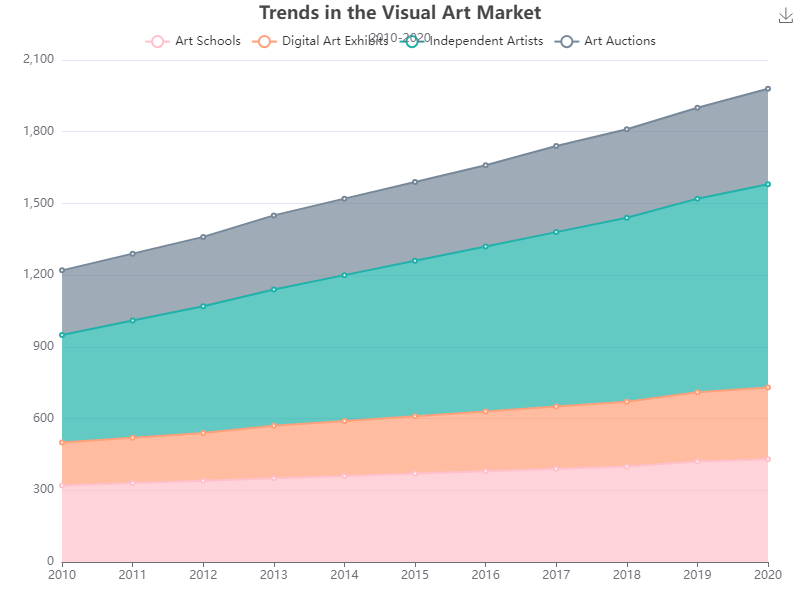 Trends in the Visual Art Market
2010-2020
Art Schools
Digital Art Exhibits
Independent Artists
Art Auctions
2,100
1,800
1,500
1,200
900
600
300
0
2010 2011 2012 2013 2014 2015 2016 2017 2018 2019 2020